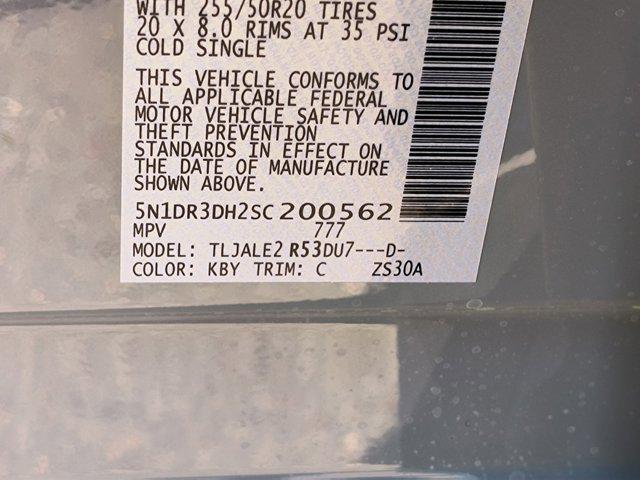 WITH 255/50R20 TIRES
20 X 8.0 RIMS AT 35 PSI
COLD SINGLE
THIS VEHICLE CONFORMS TO
ALL APPLICABLE FEDERAL
MOTOR VEHICLE SAFETY AND
THEFT PREVENTION
STANDARDS IN EFFECT ON
THE DATE OF MANUFACTURE
SHOWN ABOVE.
5N1DR3DH2SC200562
MPV 777
MODEL: TLJALE2 R53DU7---D-
COLOR: KBY TRIM: C ZS30A